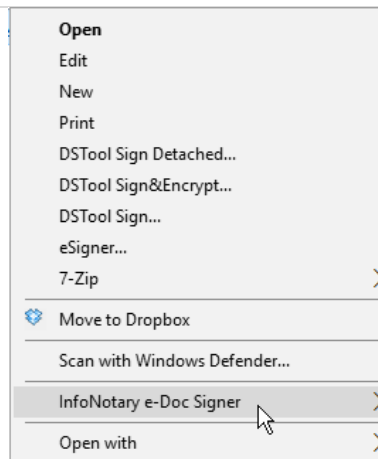 Open
Edit
New
Print
DSTool Sign Detached...
DSTool Sign&Encrypt...
DSTool Sign...
eSigner...
7-Zip
Move to Dropbox
Scan with Windows Defender...
InfoNotary e-Doc Signer
Open with